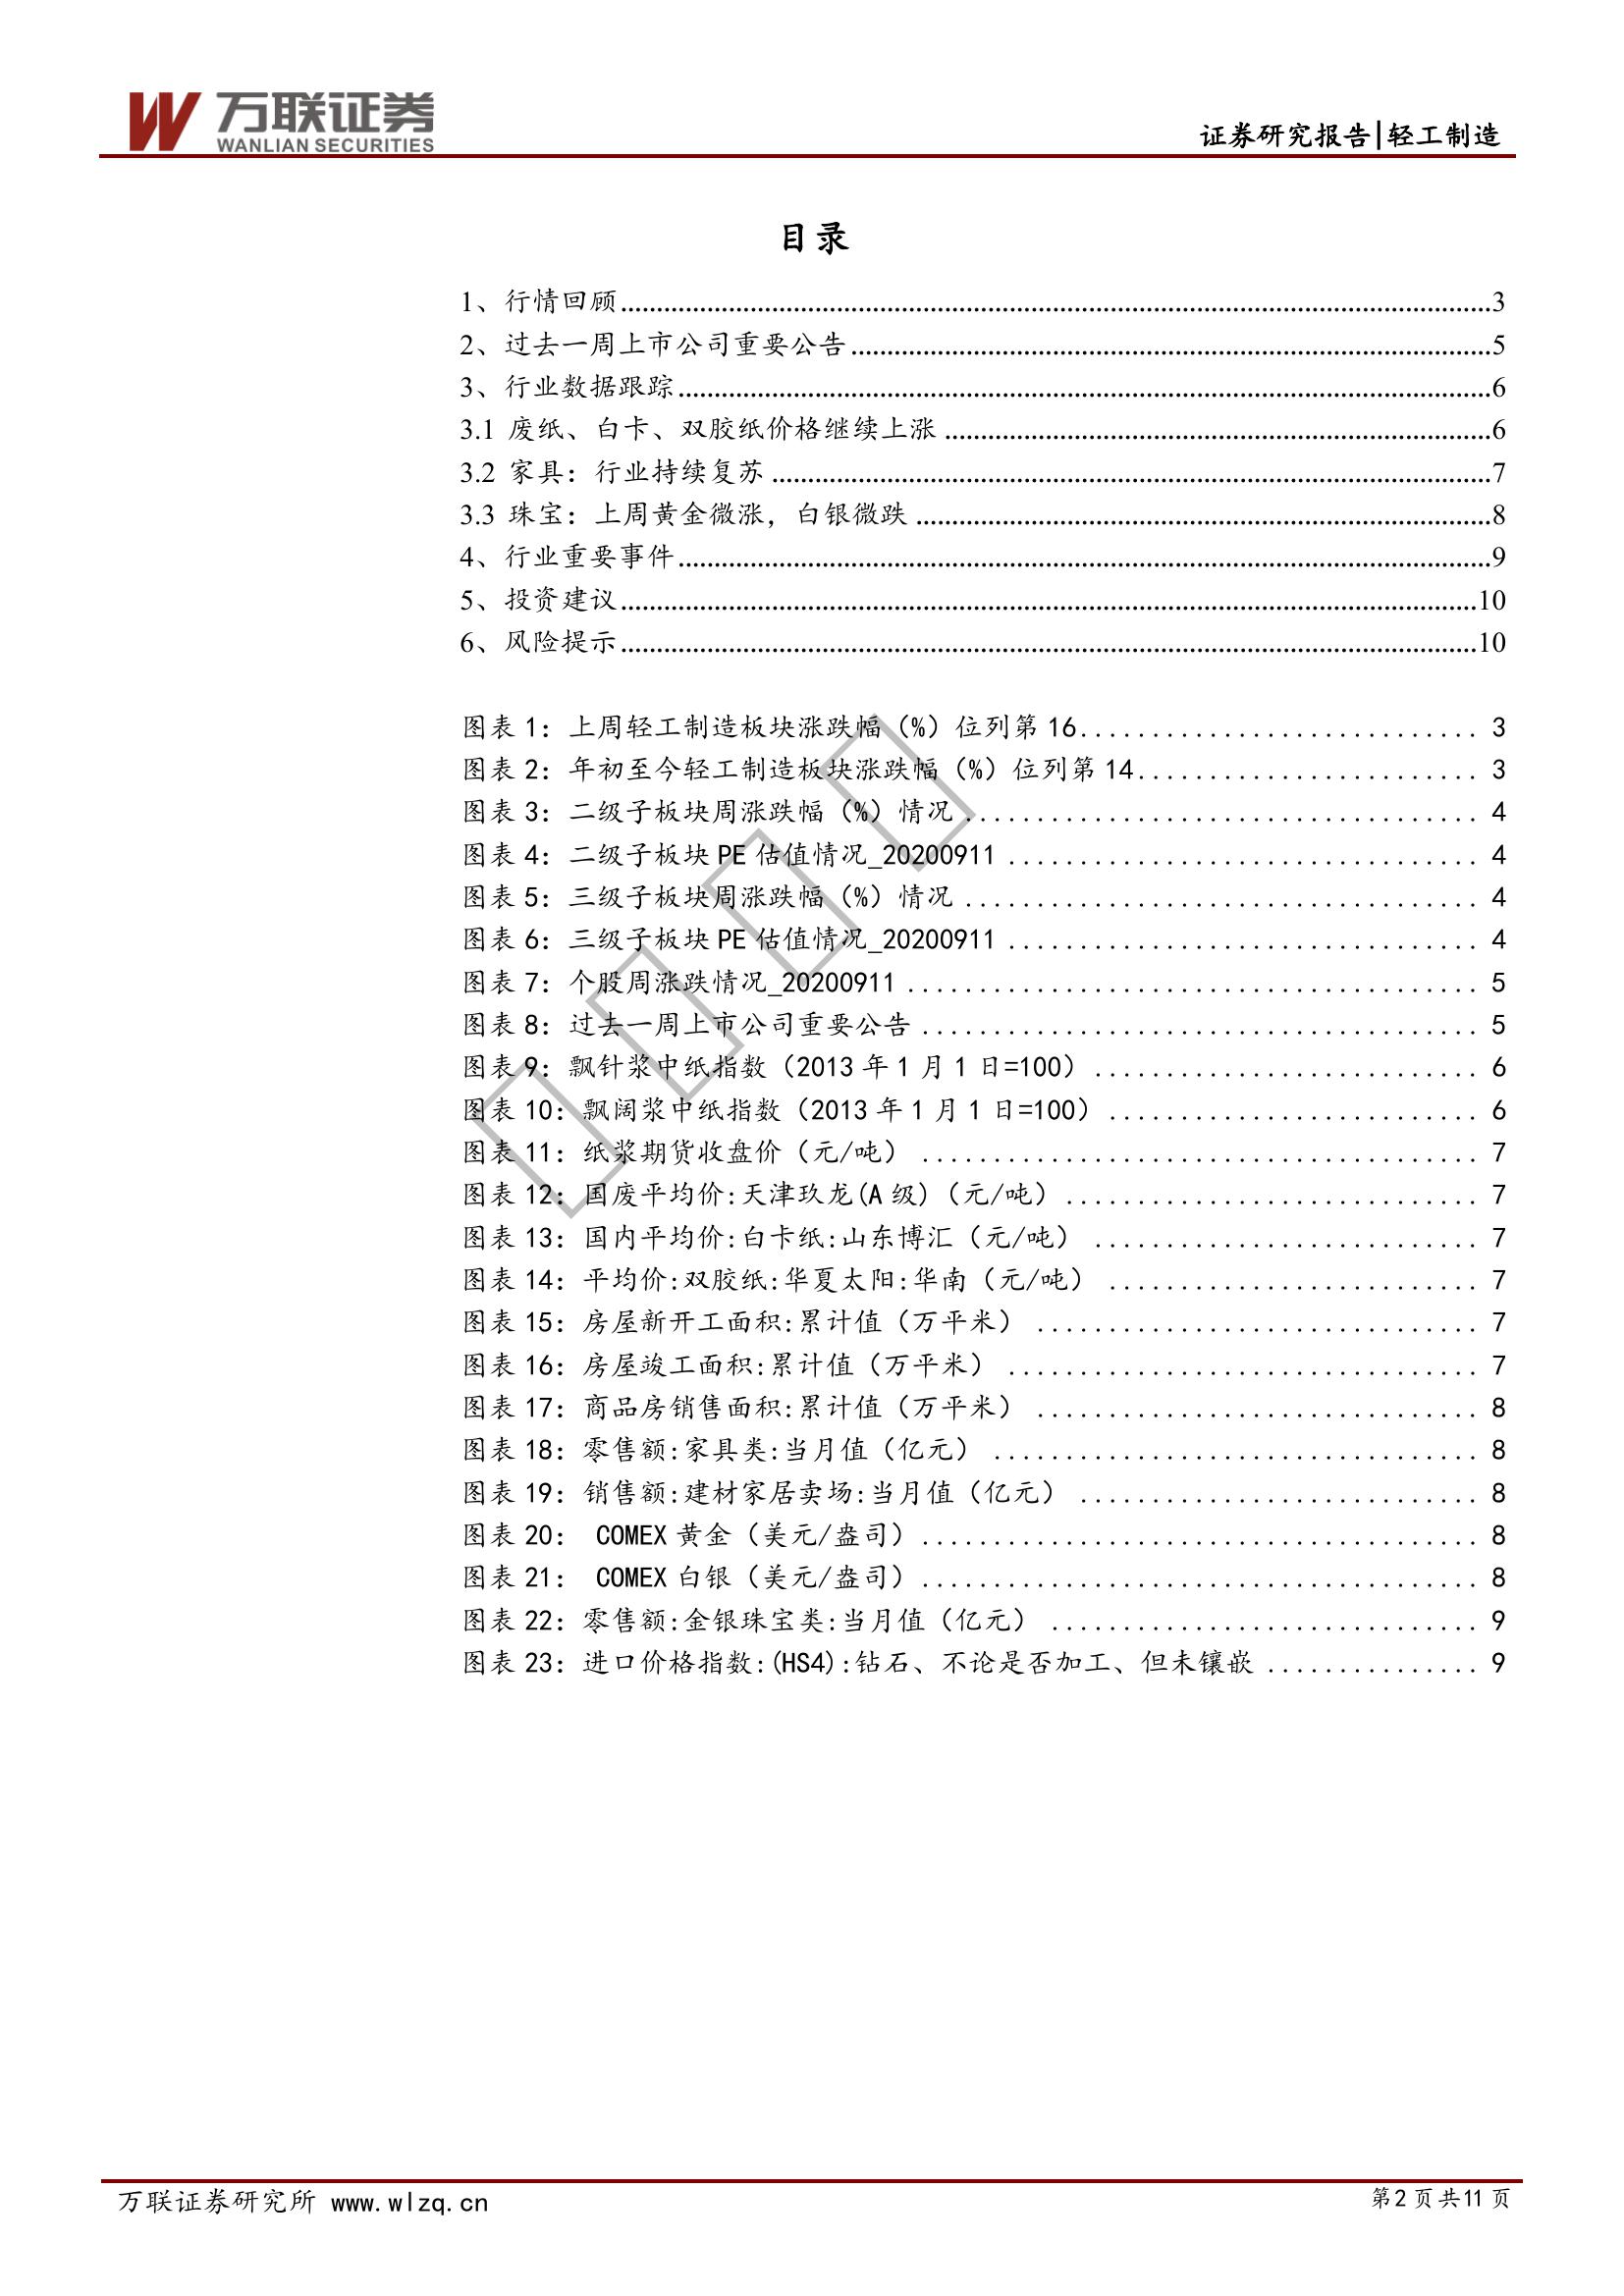 万联证券
WANLIAN SECURITIES
证券研究报告|轻工制造
目录
1、行情回顾......3
2、过去一周上市公司重要公告......5
3、行业数据跟踪......6
3.1 废纸、白卡、双胶纸价格继续上涨......6
3.2 家具：行业持续复苏......7
3.3 珠宝：上周黄金微涨，白银微跌......8
4、行业重要事件......9
5、投资建议......10
6、风险提示......10
图表 1：上周轻工制造板块涨跌幅（%）位列第 16...... 3
图表 2：年初至今轻工制造板块涨跌幅（%）位列第 14...... 3
图表 3：二级子板块周涨跌幅（%）情况 ...... 4
图表 4：二级子板块 PE 估值情况_20200911 ...... 4
图表 5：三级子板块周涨跌幅（%）情况 ...... 4
图表 6：三级子板块 PE 估值情况_20200911 ...... 4
图表 7：个股周涨跌情况_20200911 ...... 5
图表 8：过去一周上市公司重要公告 ...... 5
图表 9：飘针浆中纸指数（2013 年 1 月 1 日=100） ...... 6
图表 10：飘阔浆中纸指数（2013 年 1 月 1 日=100） ...... 6
图表 11：纸浆期货收盘价（元/吨） ...... 7
图表 12：国废平均价:天津玖龙(A 级)（元/吨） ...... 7
图表 13：国内平均价:白卡纸:山东博汇（元/吨） ...... 7
图表 14：平均价:双胶纸:华夏太阳:华南（元/吨） ...... 7
图表 15：房屋新开工面积:累计值（万平米） ...... 7
图表 16：房屋竣工面积:累计值（万平米） ...... 7
图表 17：商品房销售面积:累计值（万平米） ...... 8
图表 18：零售额:家具类:当月值（亿元） ...... 8
图表 19：销售额:建材家居卖场:当月值（亿元） ...... 8
图表 20： COMEX 黄金（美元/盎司）...... 8
图表 21： COMEX 白银（美元/盎司）...... 8
图表 22：零售额:金银珠宝类:当月值（亿元） ...... 9
图表 23：进口价格指数:(HS4):钻石、不论是否加工、但未镶嵌 ...... 9
万联证券研究所 www.wlzq.cn
第 2 页 共 11 页